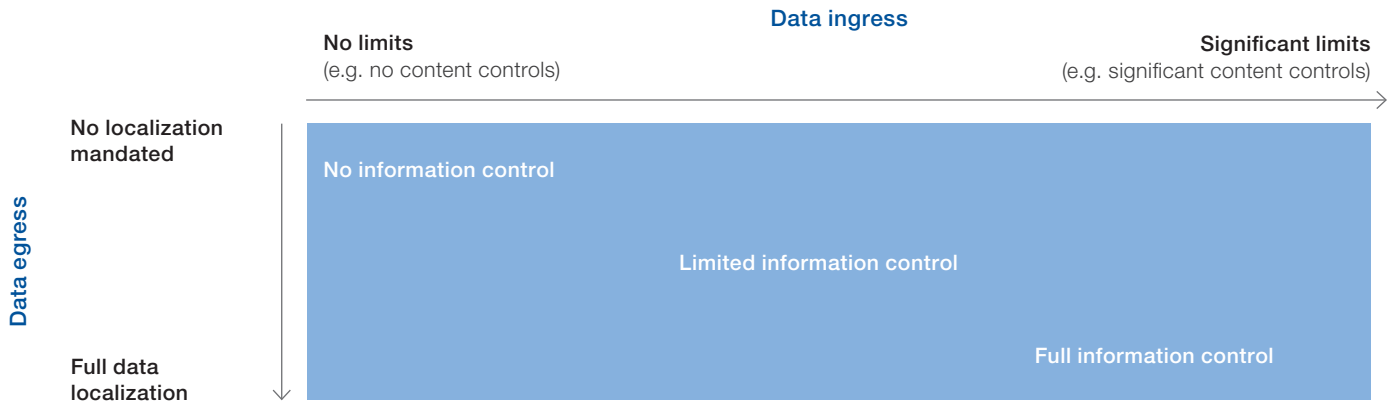 Data ingress
No limits
(e.g. no content controls)
Significant limits
(e.g. significant content controls)
Data egress
No localization
mandated
No information control
Limited information control
Full information control
Full data
localization